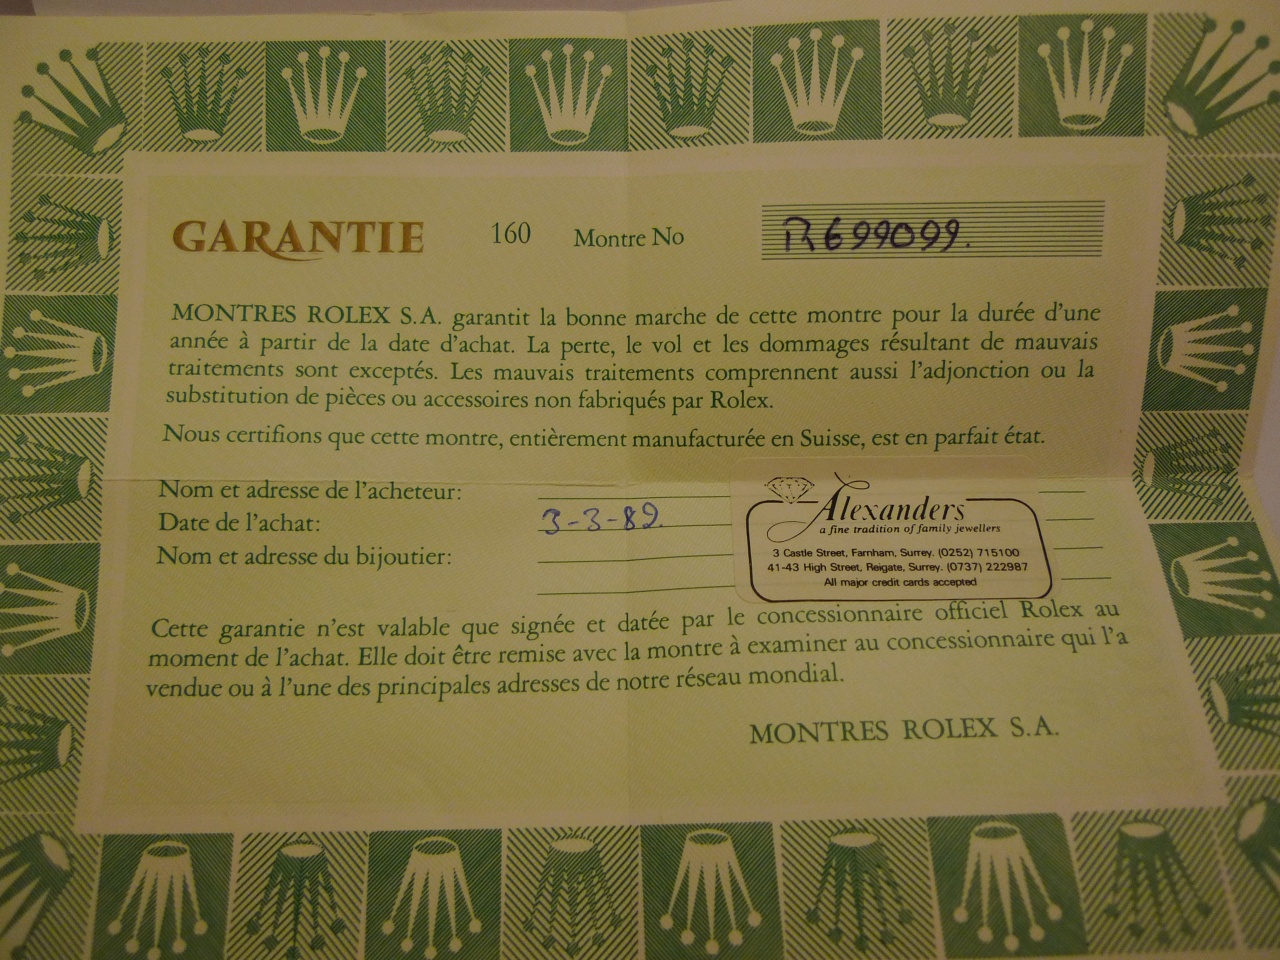 GARANTIE 160 Montre No R699099.
MONTRES ROLEX S.A. garantit la bonne marche de cette montre pour la durée d'une
année à partir de la date d'achat. La perte, le vol et les dommages résultant de mauvais
traitements sont exceptés. Les mauvais traitements comprennent aussi l'adjonction ou la
substitution de pièces ou accessoires non fabriqués par Rolex.
Nous certifions que cette montre, entièrement manufacturée en Suisse, est en parfait état.
Nom et adresse de l'acheteur:
Date de l'achat: 3-3-89.
Nom et adresse du bijoutier:
Alexanders
a fine tradition of family jewellers
3 Castle Street, Farnham, Surrey. (0252) 715100
41-43 High Street, Reigate, Surrey. (0737) 222987
All major credit cards accepted
Cette garantie n'est valable que signée et datée par le concessionnaire officiel Rolex au
moment de l'achat. Elle doit être remise avec la montre à examiner au concessionnaire qui l'a
vendue ou à l'une des principales adresses de notre réseau mondial.
MONTRES ROLEX S.A.